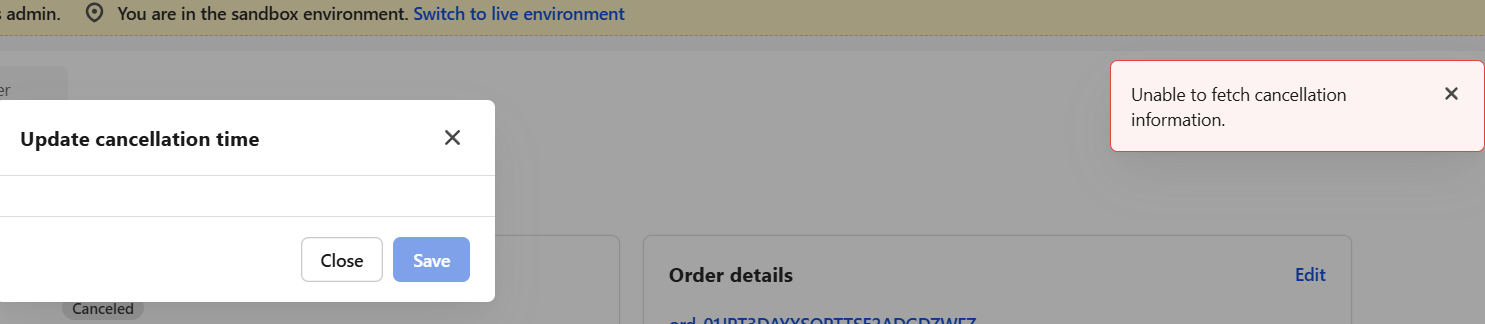 s admin. You are in the sandbox environment. Switch to live environment
er
Unable to fetch cancellation
information.
Update cancellation time
Close Save
Order details Edit
Canceled